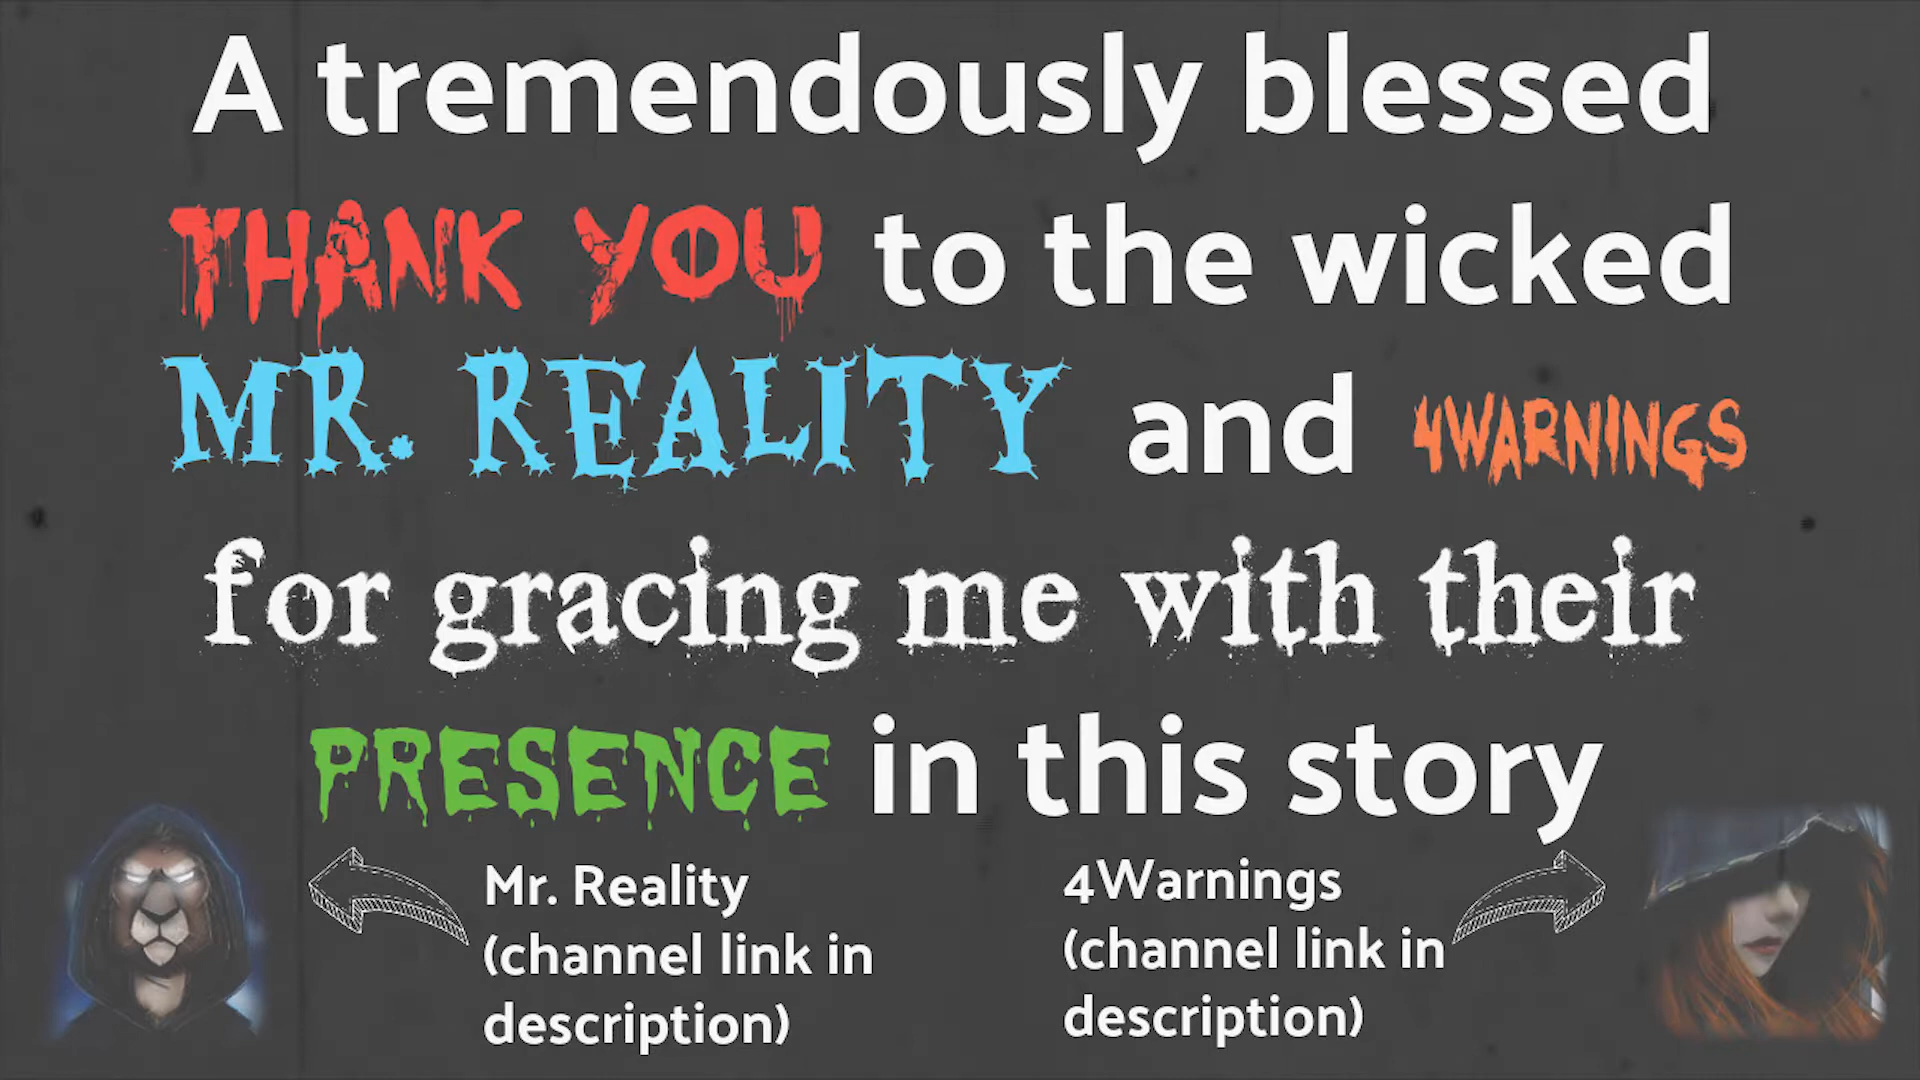 A tremendously blessed
THANK YOU to the wicked
MR. REALITY and 4WARNINGS
for gracing me with their
PRESENCE in this story
Mr. Reality
(channel link in
description)
4Warnings
(channel link in
description)